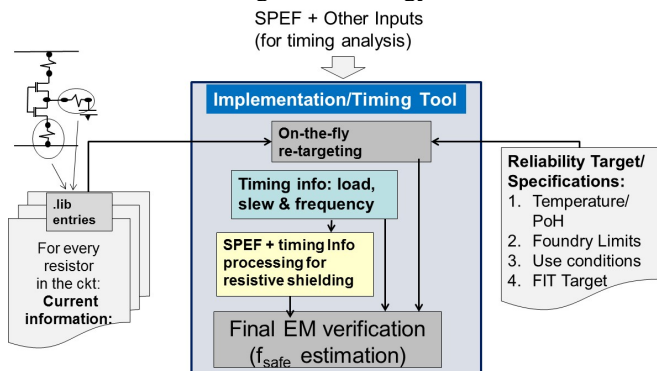 SPEF + Other Inputs
(for timing analysis)
Implementation/Timing Tool
On-the-fly
re-targeting
Timing info: load,
slew & frequency
SPEF + timing Info
processing for
resistive shielding
Final EM verification
(fsafe estimation)
.lib
entries
For every
resistor
in the ckt:
Current
information:
Reliability Target/
Specifications:
1. Temperature/
PoH
2. Foundry Limits
3. Use conditions
4. FIT Target